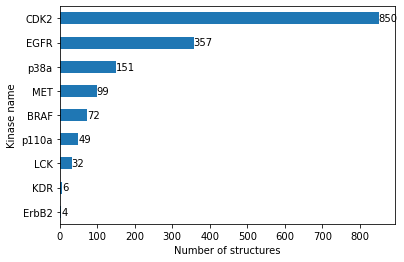 CDK2 850
EGFR 357
p38a 151
MET 99
BRAF 72
p110a 49
LCK 32
KDR 6
ErbB2 4
Kinase name
0 100 200 300 400 500 600 700 800
Number of structures